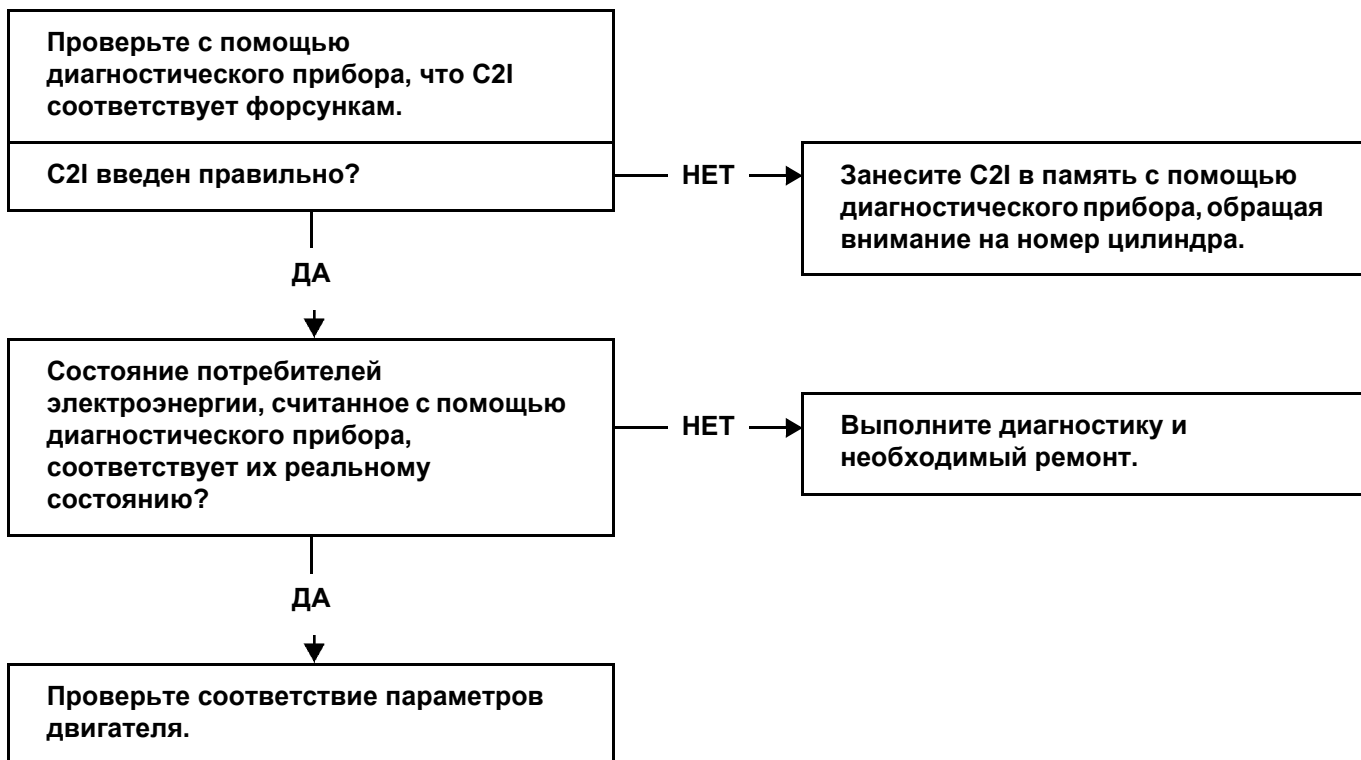 Проверьте с помощью
диагностического прибора, что C2I
соответствует форсункам.
C2I введен правильно?
НЕТ
Занесите C2I в память с помощью
диагностического прибора, обращая
внимание на номер цилиндра.
ДА
Состояние потребителей
электроэнергии, считанное с помощью
диагностического прибора,
соответствует их реальному
состоянию?
НЕТ
Выполните диагностику и
необходимый ремонт.
ДА
Проверьте соответствие параметров
двигателя.